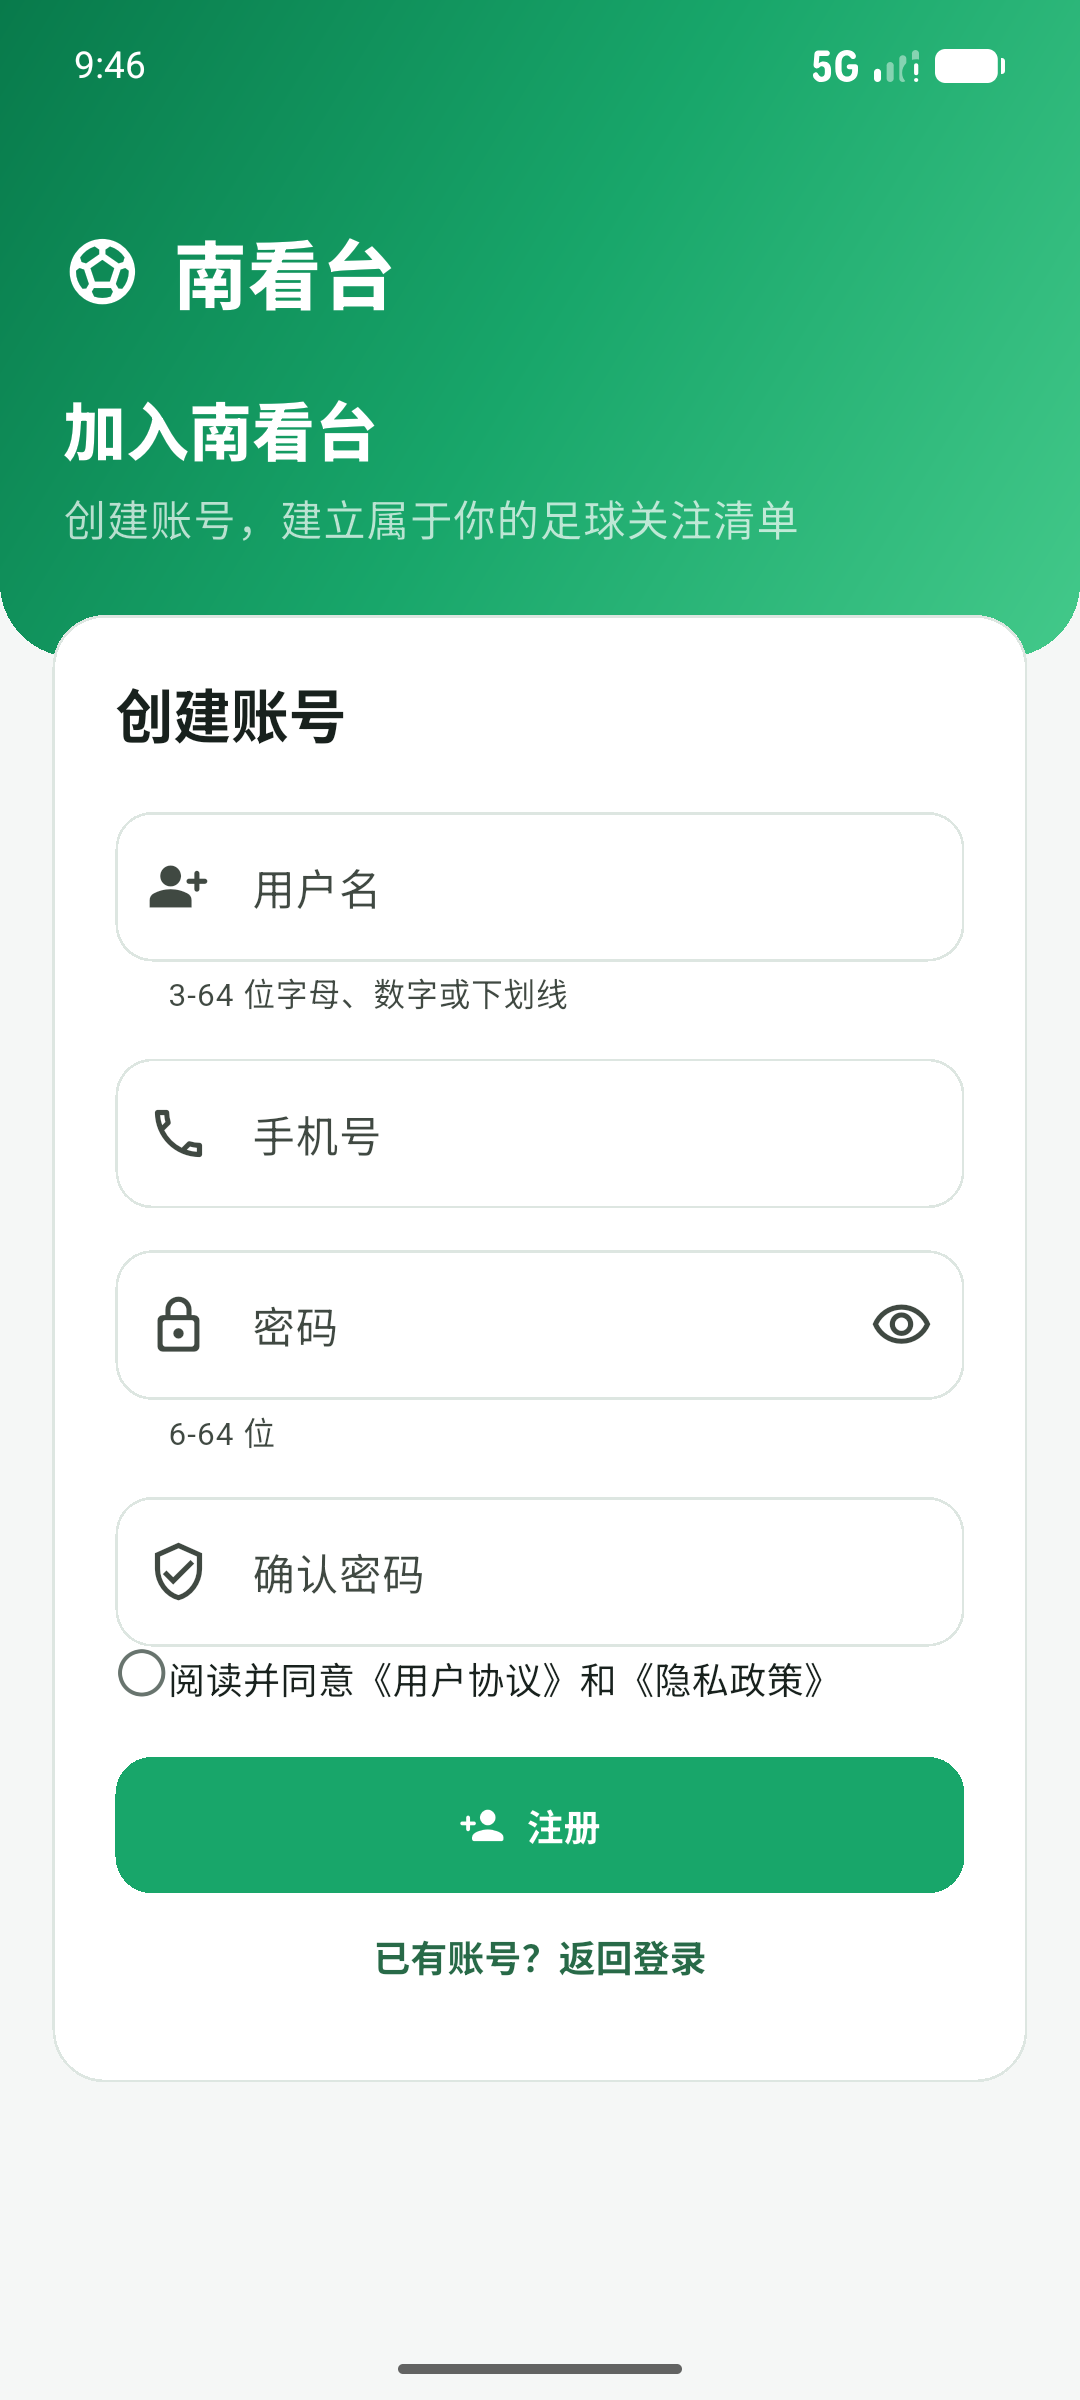 9:46
5G
南看台
加入南看台
创建账号，建立属于你的足球关注清单
创建账号
用户名
3-64 位字母、数字或下划线
手机号
密码
6-64 位
确认密码
阅读并同意《用户协议》和《隐私政策》
注册
已有账号？返回登录